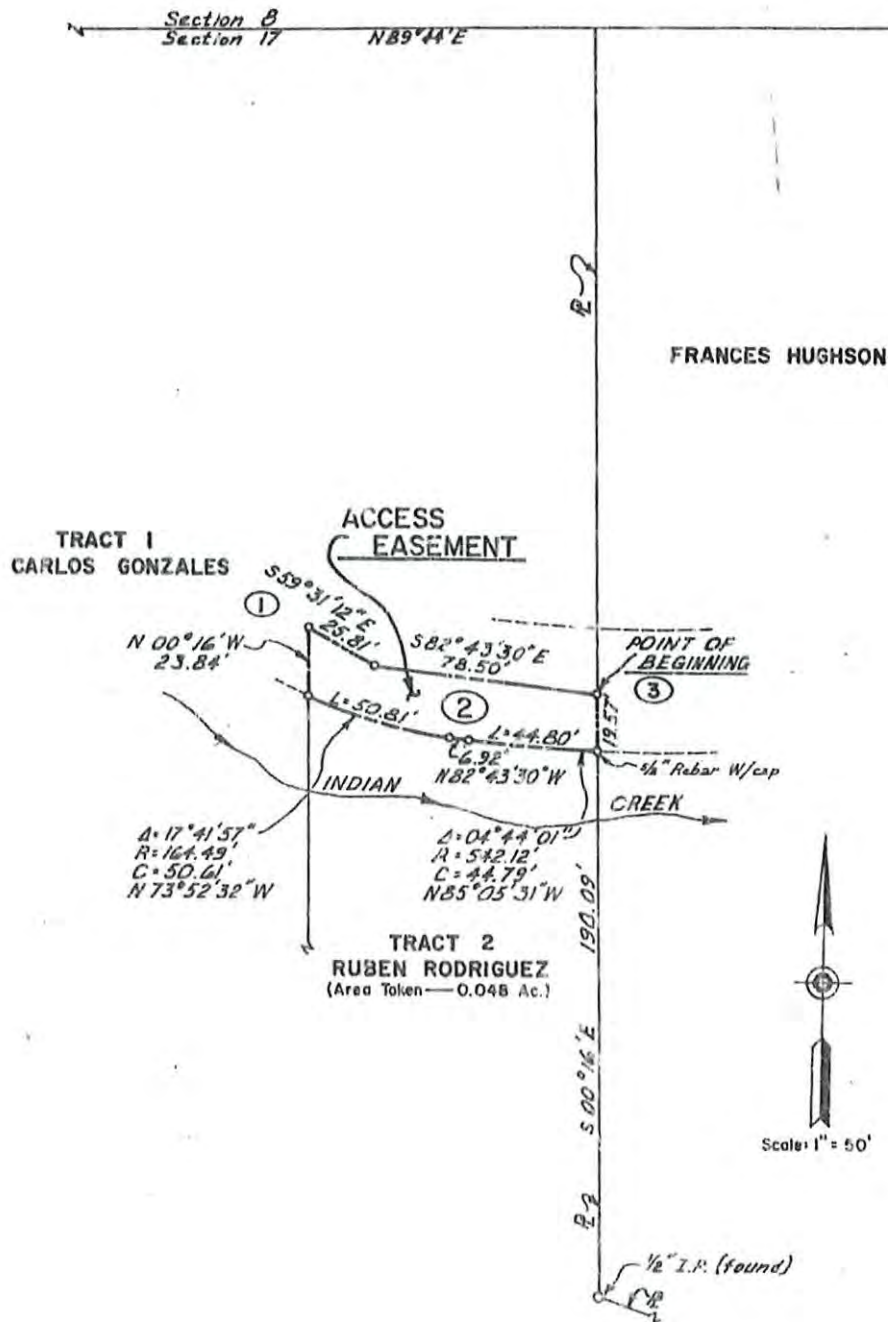 Section 8
Section 17
N89°44'E
P
FRANCES HUGHSON
ACCESS
EASEMENT
TRACT 1
CARLOS GONZALES
1
S59°31'12"E
25.81'
S82°43'30"E
78.50'
N 00°16'W
23.84'
POINT OF
BEGINNING
3
19.57'
L=50.81'
2
L=44.80'
6.92'
N82°43'30"W
5/8" Rebar W/cap
INDIAN
CREEK
Δ=17°41'57"
R=164.49'
C=50.61'
N73°52'32"W
Δ=04°44'01"
R=542.12'
C=44.79'
N85°05'31"W
190.09'
TRACT 2
RUBEN RODRIGUEZ
(Area Taken — 0.048 Ac.)
S 00°16'E
Scale: 1" = 50'
1/2" I.P. (found)